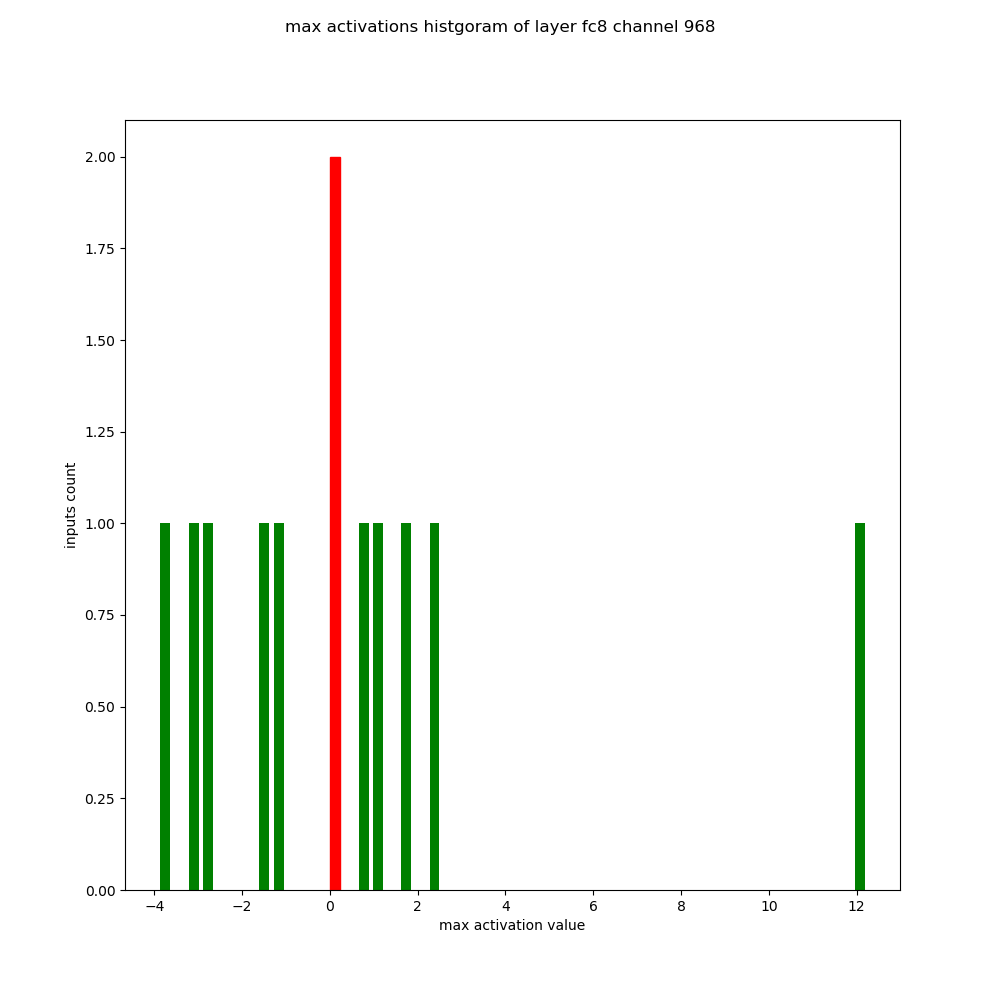 max activations histgoram of layer fc8 channel 968
2.00
1.75
1.50
1.25
1.00
0.75
0.50
0.25
0.00
inputs count
−4 −2 0 2 4 6 8 10 12
max activation value